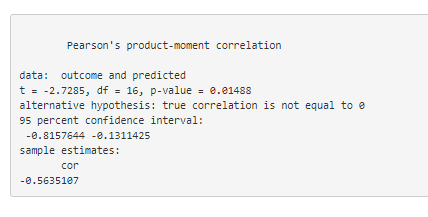 Pearson's product-moment correlation
data:  outcome and predicted
t = -2.7285, df = 16, p-value = 0.01488
alternative hypothesis: true correlation is not equal to 0
95 percent confidence interval:
 -0.8157644 -0.1311425
sample estimates:
       cor
-0.5635107